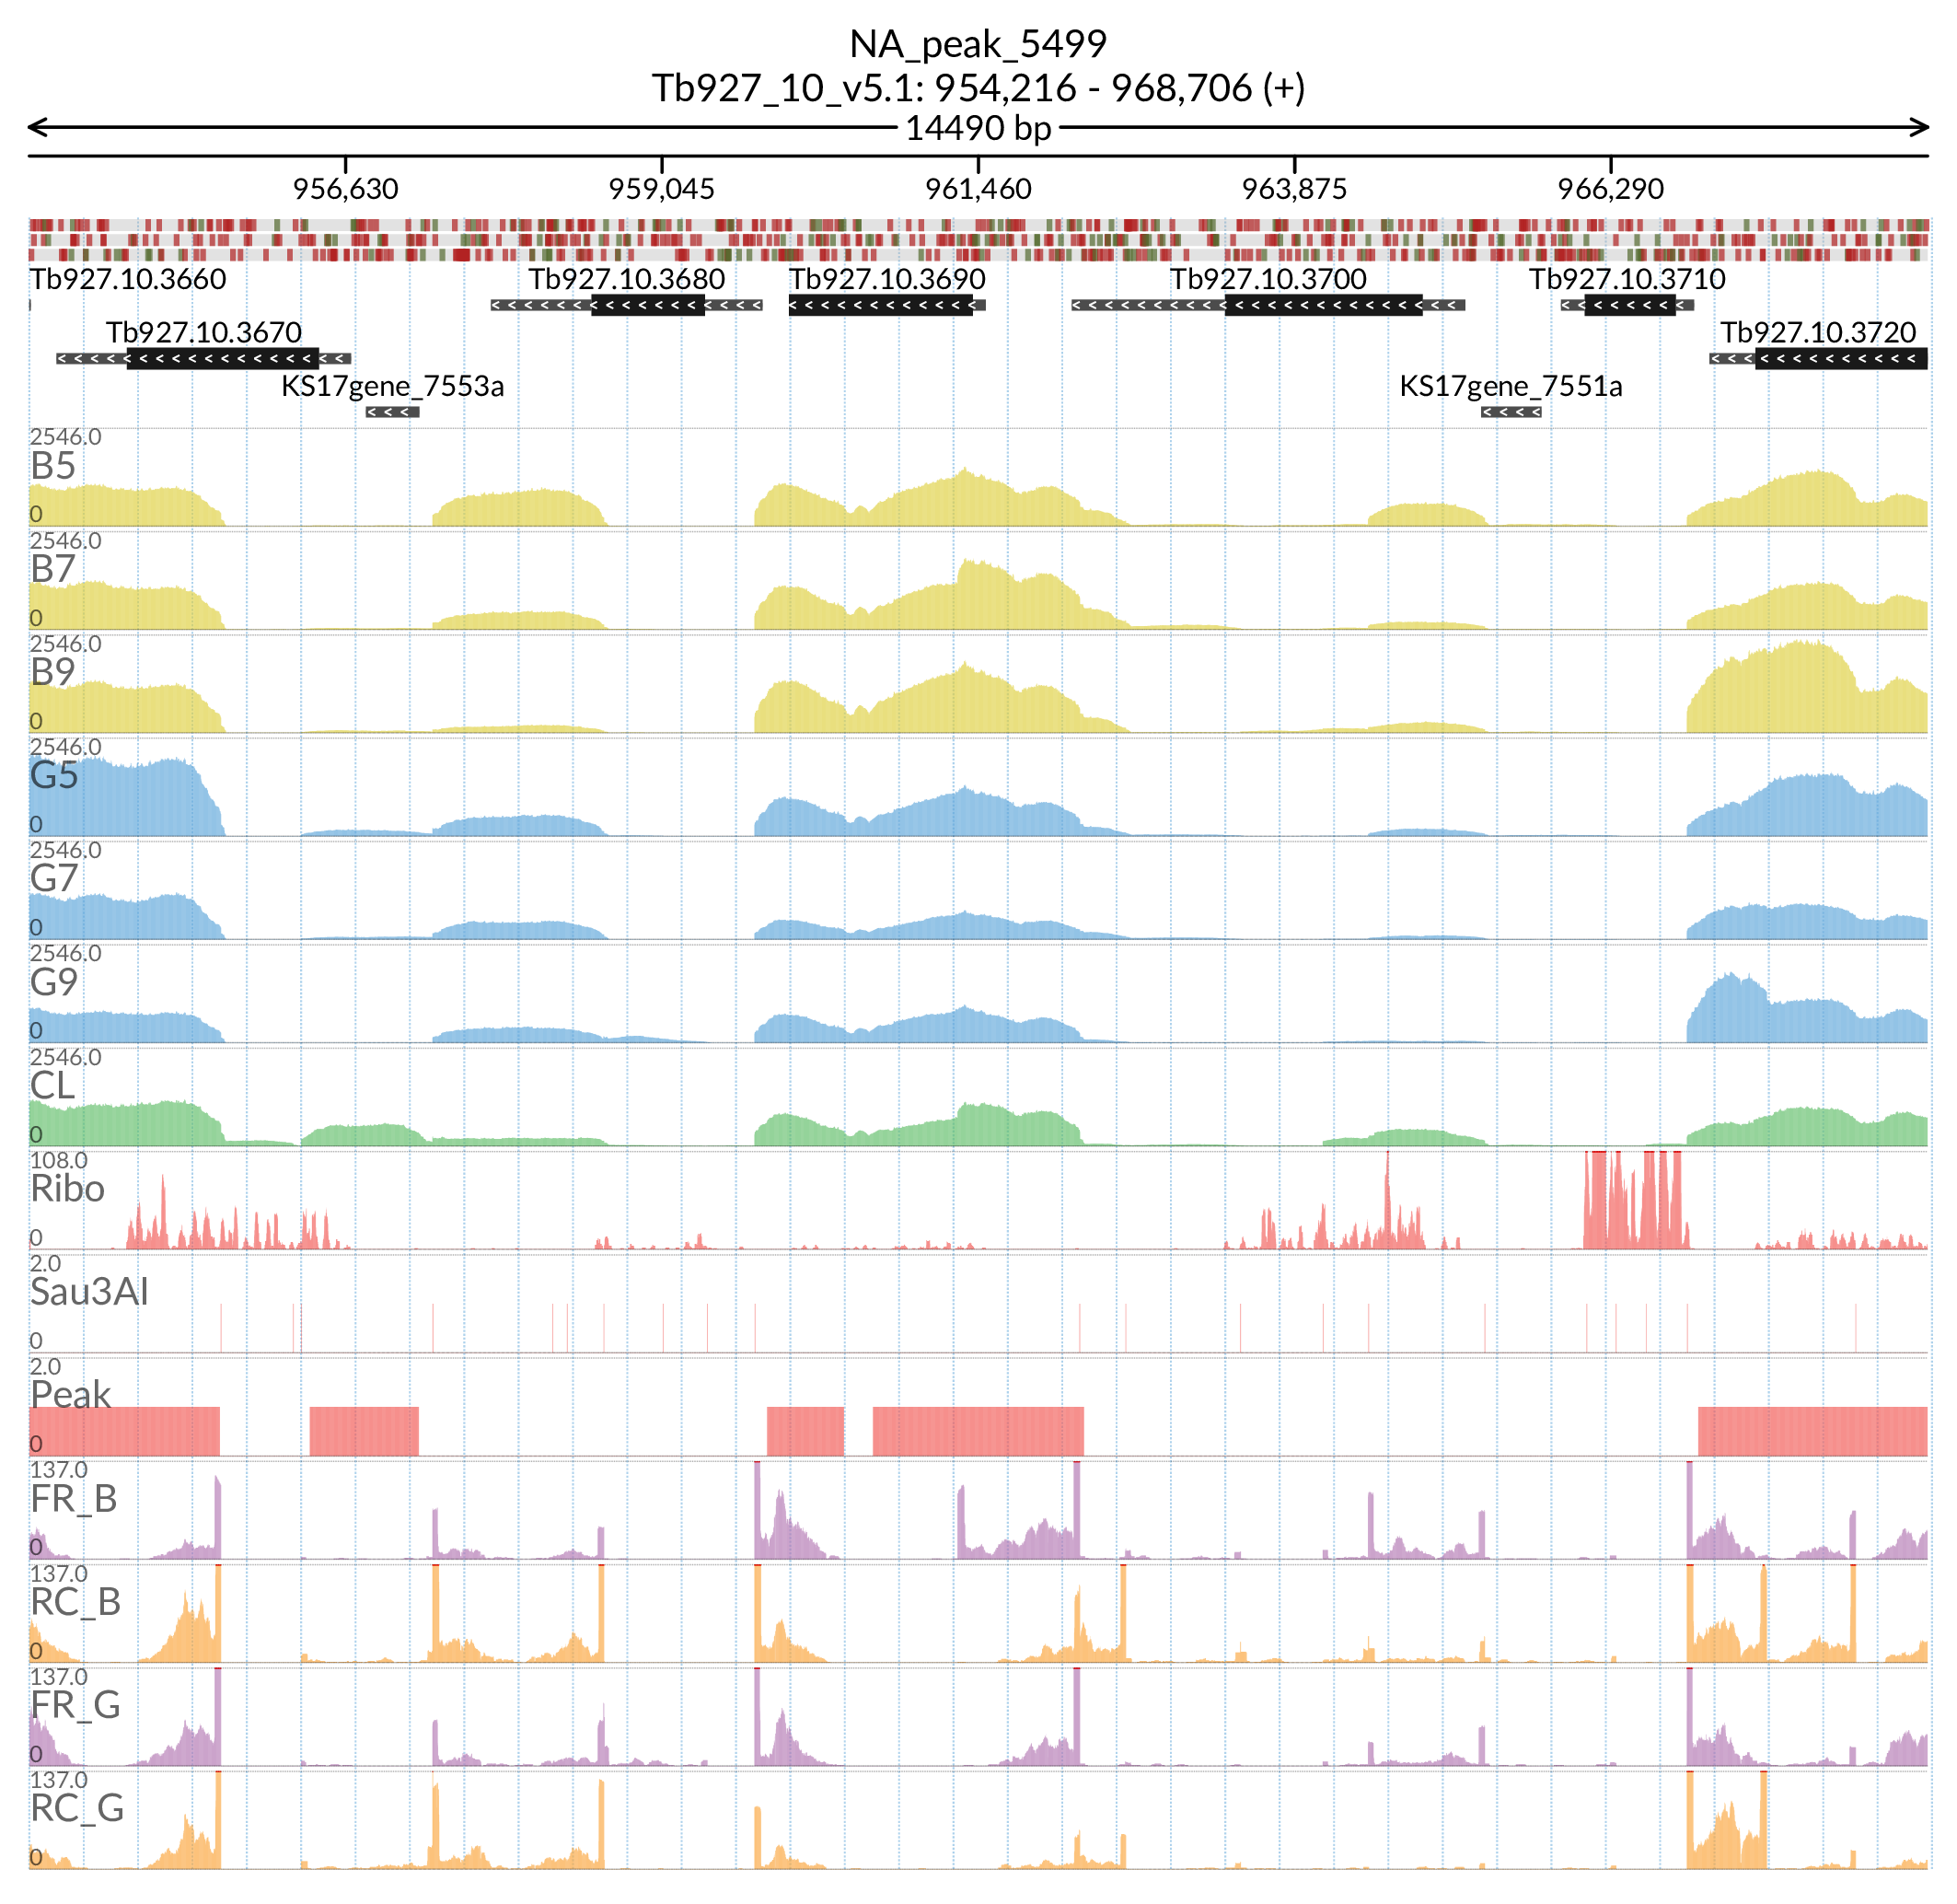 NA_peak_5499
Tb927_10_v5.1: 954,216 - 968,706 (+)
14490 bp
956,630 959,045 961,460 963,875 966,290
Tb927.10.3660 Tb927.10.3680 Tb927.10.3690 Tb927.10.3700 Tb927.10.3710
Tb927.10.3670 Tb927.10.3720
KS17gene_7553a KS17gene_7551a
2546.0
B5
0
2546.0
B7
0
2546.0
B9
0
2546.0
G5
0
2546.0
G7
0
2546.0
G9
0
2546.0
CL
0
108.0
Ribo
0
2.0
Sau3AI
0
2.0
Peak
0
137.0
FR_B
0
137.0
RC_B
0
137.0
FR_G
0
137.0
RC_G
0